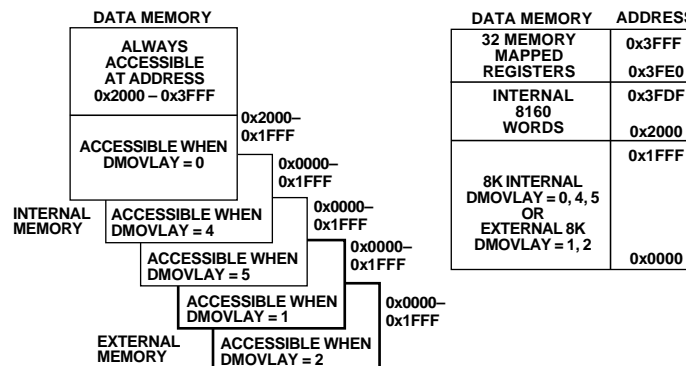 DATA MEMORY
ALWAYS
ACCESSIBLE
AT ADDRESS
0x2000 – 0x3FFF
0x2000–
0x1FFF
ACCESSIBLE WHEN
DMOVLAY = 0
0x0000–
0x1FFF
INTERNAL
MEMORY
ACCESSIBLE WHEN
DMOVLAY = 4
0x0000–
0x1FFF
ACCESSIBLE WHEN
DMOVLAY = 5
0x0000–
0x1FFF
ACCESSIBLE WHEN
DMOVLAY = 1
0x0000–
0x1FFF
EXTERNAL
MEMORY
ACCESSIBLE WHEN
DMOVLAY = 2
DATA MEMORY
ADDRESS
32 MEMORY
MAPPED
REGISTERS
0x3FFF
0x3FE0
INTERNAL
8160
WORDS
0x3FDF
0x2000
8K INTERNAL
DMOVLAY = 0, 4, 5
OR
EXTERNAL 8K
DMOVLAY = 1, 2
0x1FFF
0x0000